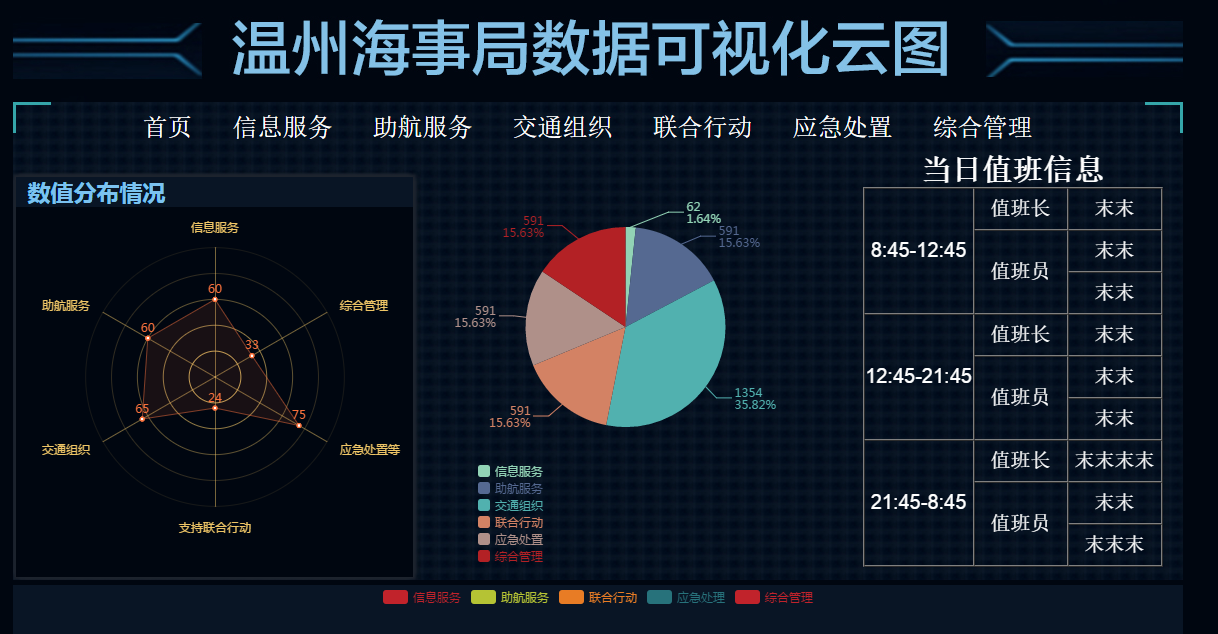 温州海事局数据可视化云图
首页 信息服务 助航服务 交通组织 联合行动 应急处置 综合管理
数值分布情况
信息服务
助航服务
综合管理
60
60
33
65
24
75
交通组织
应急处置等
支持联合行动
62
1.64%
591
15.63%
591
15.63%
591
15.63%
1354
35.82%
591
15.63%
信息服务
助航服务
交通组织
联合行动
应急处置
综合管理
当日值班信息
8:45-12:45 值班长 末末
值班员 末末
末末
12:45-21:45 值班长 末末
值班员 末末
末末
21:45-8:45 值班长 末末末末
值班员 末末
末末末
信息服务 助航服务 联合行动 应急处理 综合管理